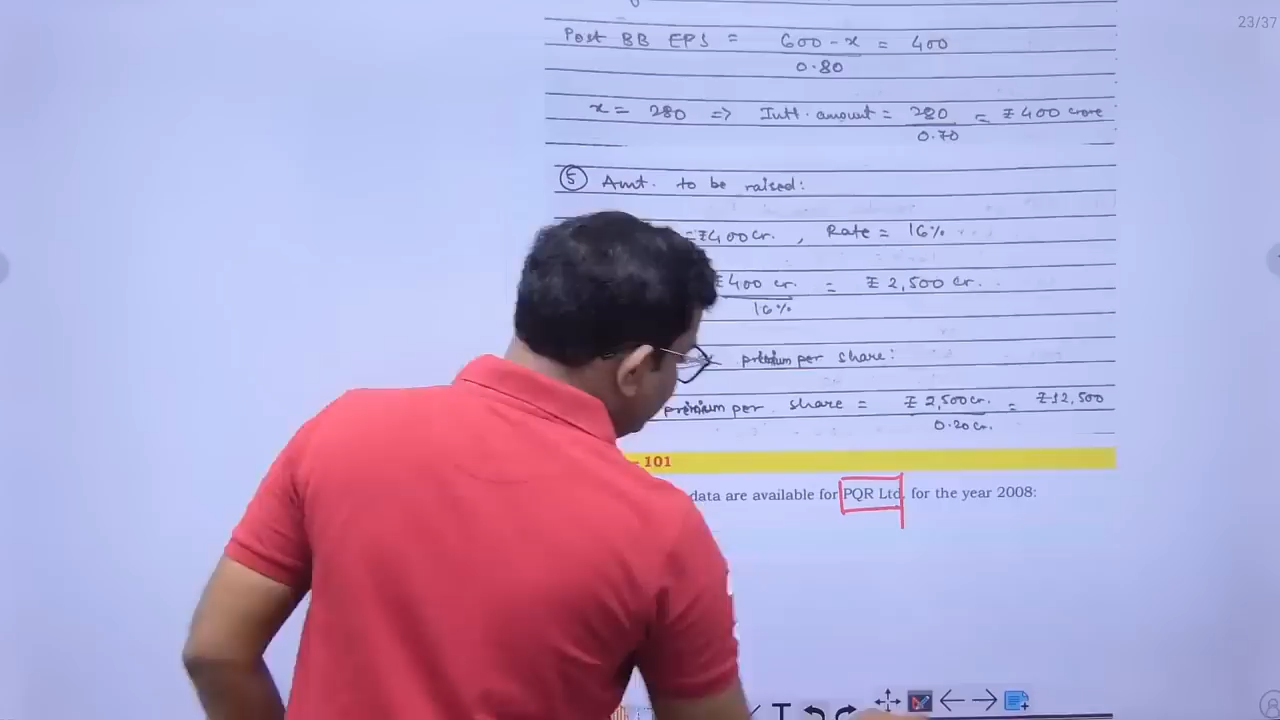 23/37
Post BB EPS = 600 - x = 400
0.80
x = 280 => Intt. amount = 280 = ₹400 crore
0.70
⑤ Amt. to be raised:
= ₹400 Cr. , Rate = 16%
₹400 cr. = ₹ 2,500 Cr.
16%
per share:
per share = ₹ 2,500 Cr. = ₹12,500
0.20 Cr.
- 101
data are available for PQR Ltd. for the year 2008: